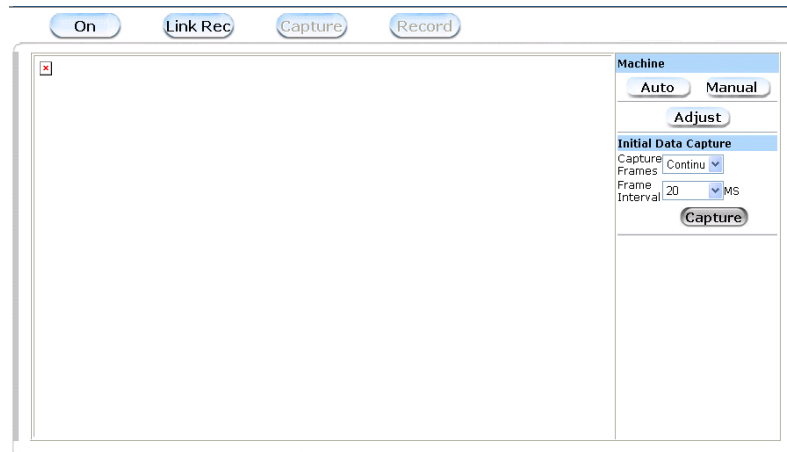 On Link Rec Capture Record
Machine
Auto Manual
Adjust
Initial Data Capture
Capture
Frames Continu
Frame
Interval 20 MS
Capture